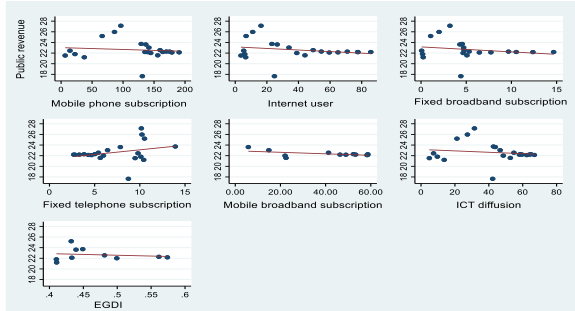 Public revenue
18 20 22 24 26 28
0 50 100 150 200
Mobile phone subscription
18 20 22 24 26 28
0 20 40 60 80
Internet user
18 20 22 24 26 28
0 5 10 15
Fixed broadband subscription
18 20 22 24 26 28
0 5 10 15
Fixed telephone subscription
18 20 22 24 26 28
0.00 20.00 40.00 60.00
Mobile broadband subscription
18 20 22 24 26 28
0 20 40 60 80
ICT diffusion
18 20 22 24 26 28
.4 .45 .5 .55 .6
EGDI